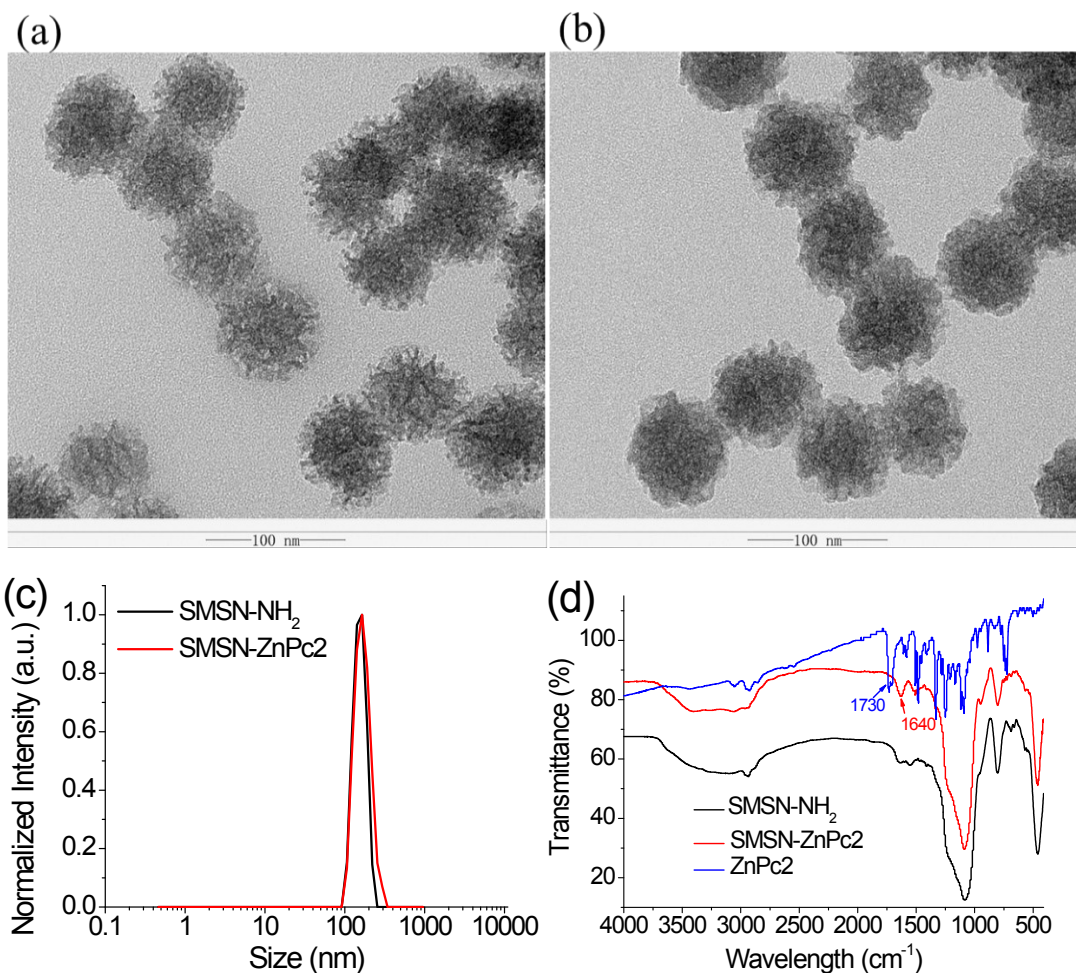 (a)
(b)
100 nm
100 nm
(c)
SMSN-NH2
SMSN-ZnPc2
Normalized Intensity (a.u.)
1.0
0.8
0.6
0.4
0.2
0.0
0.1 1 10 100 1000 10000
Size (nm)
(d)
Transmittance (%)
100
80
60
40
20
1730
1640
SMSN-NH2
SMSN-ZnPc2
ZnPc2
4000 3500 3000 2500 2000 1500 1000 500
Wavelength (cm-1)